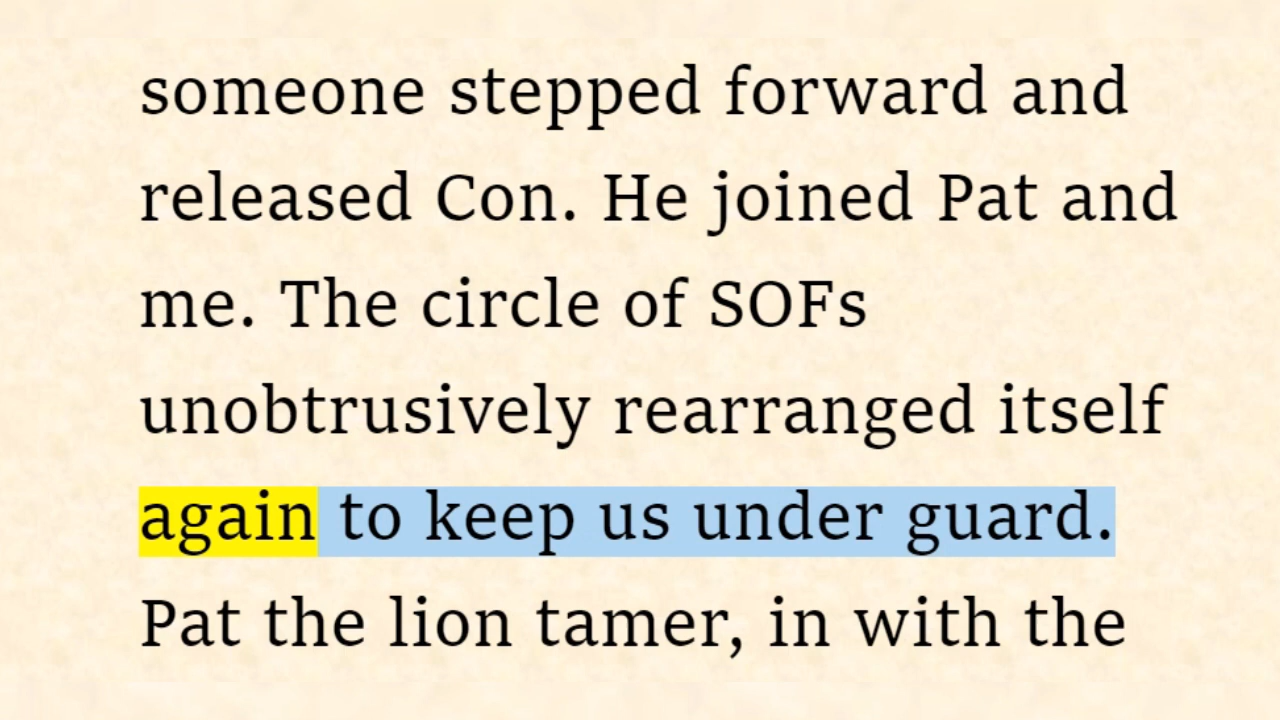 someone stepped forward and
released Con. He joined Pat and
me. The circle of SOFs
unobtrusively rearranged itself
again to keep us under guard.
Pat the lion tamer, in with the